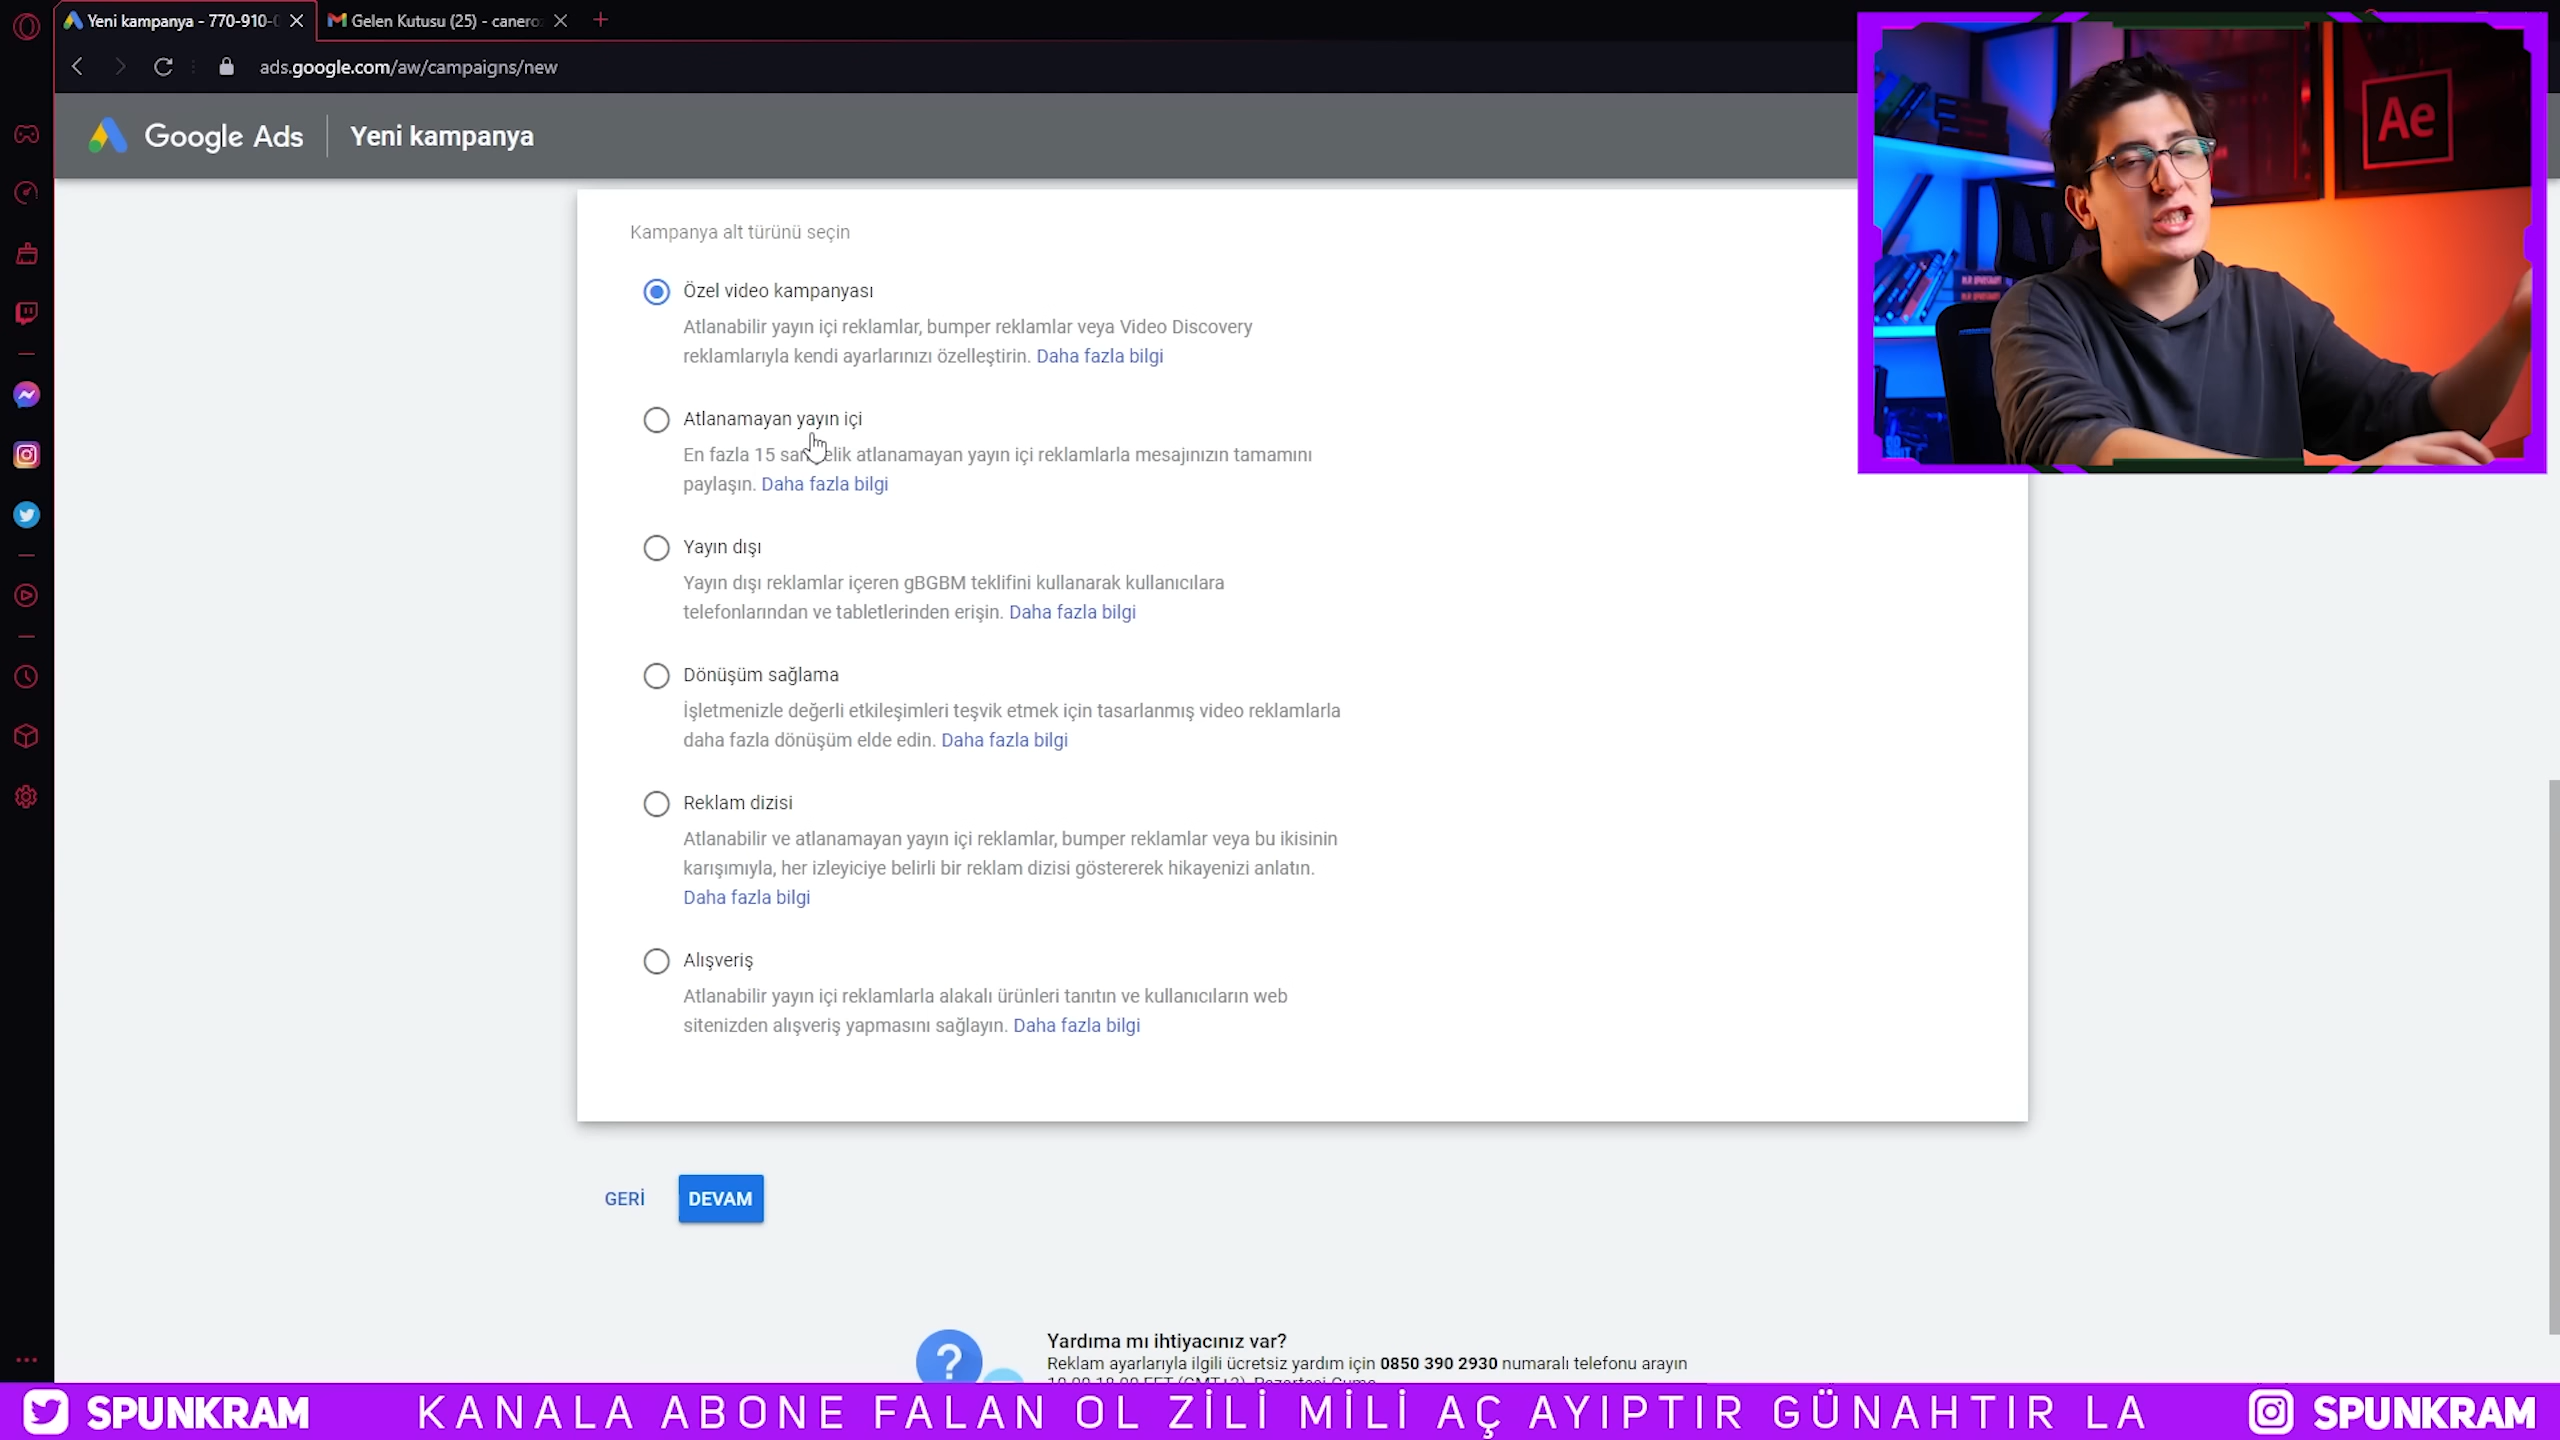 Yeni kampanya - 770-910-
Gelen Kutusu (25) - canero
ads.google.com/aw/campaigns/new
Google Ads
Yeni kampanya
Ae
Kampanya alt türünü seçin
Özel video kampanyası
Atlanabilir yayın içi reklamlar, bumper reklamlar veya Video Discovery
reklamlarıyla kendi ayarlarınızı özelleştirin. Daha fazla bilgi
Atlanamayan yayın içi
En fazla 15 saniyelik atlanamayan yayın içi reklamlarla mesajınızın tamamını
paylaşın. Daha fazla bilgi
Yayın dışı
Yayın dışı reklamlar içeren gBGBM teklifini kullanarak kullanıcılara
telefonlarından ve tabletlerinden erişin. Daha fazla bilgi
Dönüşüm sağlama
İşletmenizle değerli etkileşimleri teşvik etmek için tasarlanmış video reklamlarla
daha fazla dönüşüm elde edin. Daha fazla bilgi
Reklam dizisi
Atlanabilir ve atlanamayan yayın içi reklamlar, bumper reklamlar veya bu ikisinin
karışımıyla, her izleyiciye belirli bir reklam dizisi göstererek hikayenizi anlatın.
Daha fazla bilgi
Alışveriş
Atlanabilir yayın içi reklamlarla alakalı ürünleri tanıtın ve kullanıcıların web
sitenizden alışveriş yapmasını sağlayın. Daha fazla bilgi
GERİ
DEVAM
?
Yardıma mı ihtiyacınız var?
Reklam ayarlarıyla ilgili ücretsiz yardım için 0850 390 2930 numaralı telefonu arayın
SPUNKRAM
KANALA ABONE FALAN OL ZİLİ MİLİ AÇ AYIPTIR GÜNAHTIR LA
SPUNKRAM